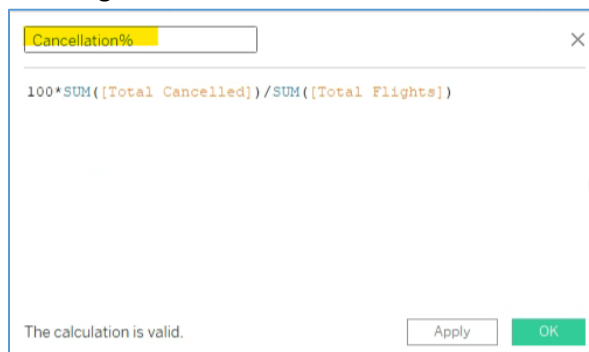 Cancellation%
100*SUM([Total Cancelled])/SUM([Total Flights])
The calculation is valid.
Apply
OK